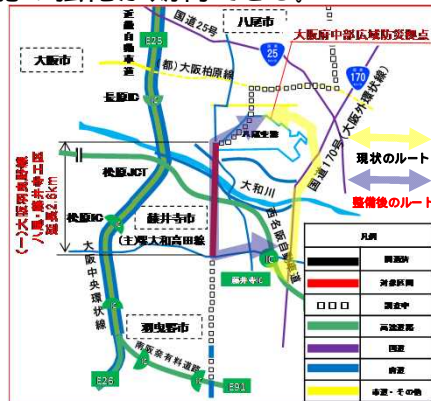 国道25号
八尾市
大阪府中部広域防災拠点
近畿自動車道
E25
25
大阪市
都）大阪柏原線
170
長原IC
国道170号(大阪外環状線)
現状のルート
松原JCT
大和川
整備後のルート
(一)大阪羽曳野線
八尾・藤井寺工区
延長2.6km
松原IC
藤井寺市
(主)堺大和高田線
西名阪自動車道
凡例
対象区間
調査中
高速道路
国道
府道
市道・その他
大阪中央環状線
藤井寺IC
羽曳野市
南阪奈有料道路
E26
E91